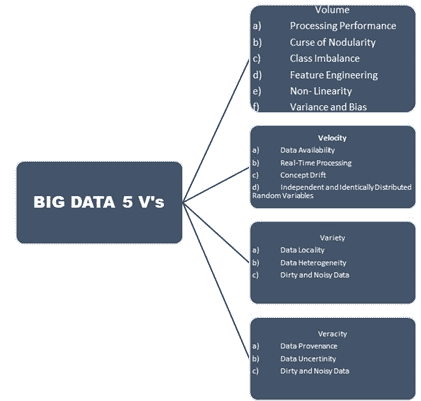 BIG DATA 5 V's
Volume
a) Processing Performance
b) Curse of Nodularity
c) Class Imbalance
d) Feature Engineering
e) Non- Linearity
f) Variance and Bias
Velocity
a) Data Availability
b) Real-Time Processing
c) Concept Drift
d) Independent and Identically Distributed
Random Variables
Variety
a) Data Locality
b) Data Heterogeneity
c) Dirty and Noisy Data
Veracity
a) Data Provenance
b) Data Uncertinity
c) Dirty and Noisy Data